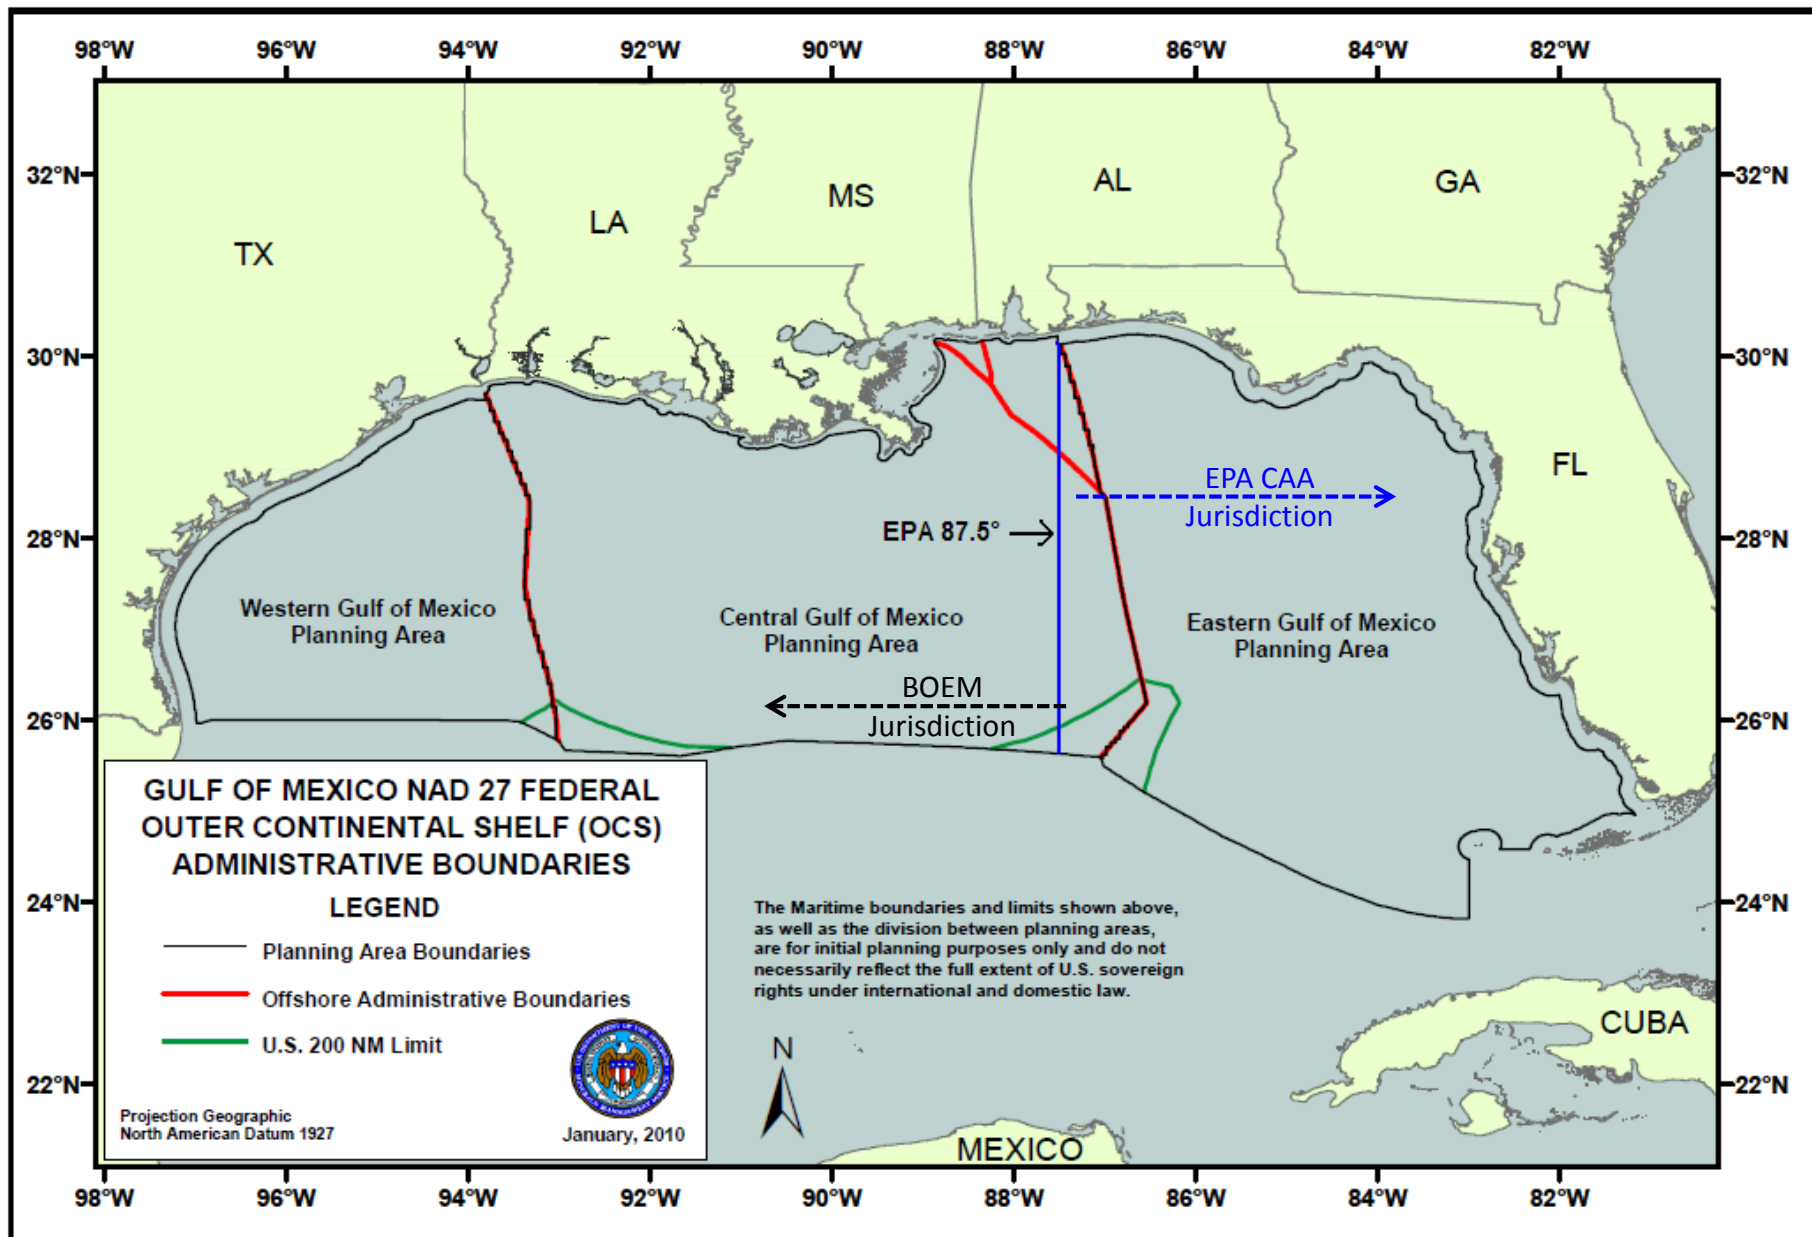 98°W 96°W 94°W 92°W 90°W 88°W 86°W 84°W 82°W
32°N
32°N
AL
GA
MS
LA
TX
30°N
30°N
FL
EPA CAA
Jurisdiction
EPA 87.5°
28°N
28°N
Western Gulf of Mexico
Planning Area
Central Gulf of Mexico
Planning Area
Eastern Gulf of Mexico
Planning Area
BOEM
Jurisdiction
26°N
26°N
GULF OF MEXICO NAD 27 FEDERAL
OUTER CONTINENTAL SHELF (OCS)
ADMINISTRATIVE BOUNDARIES
LEGEND
Planning Area Boundaries
Offshore Administrative Boundaries
U.S. 200 NM Limit
Projection Geographic
North American Datum 1927
January, 2010
24°N
24°N
The Maritime boundaries and limits shown above,
as well as the division between planning areas,
are for initial planning purposes only and do not
necessarily reflect the full extent of U.S. sovereign
rights under international and domestic law.
N
CUBA
22°N
22°N
MEXICO
98°W 96°W 94°W 92°W 90°W 88°W 86°W 84°W 82°W